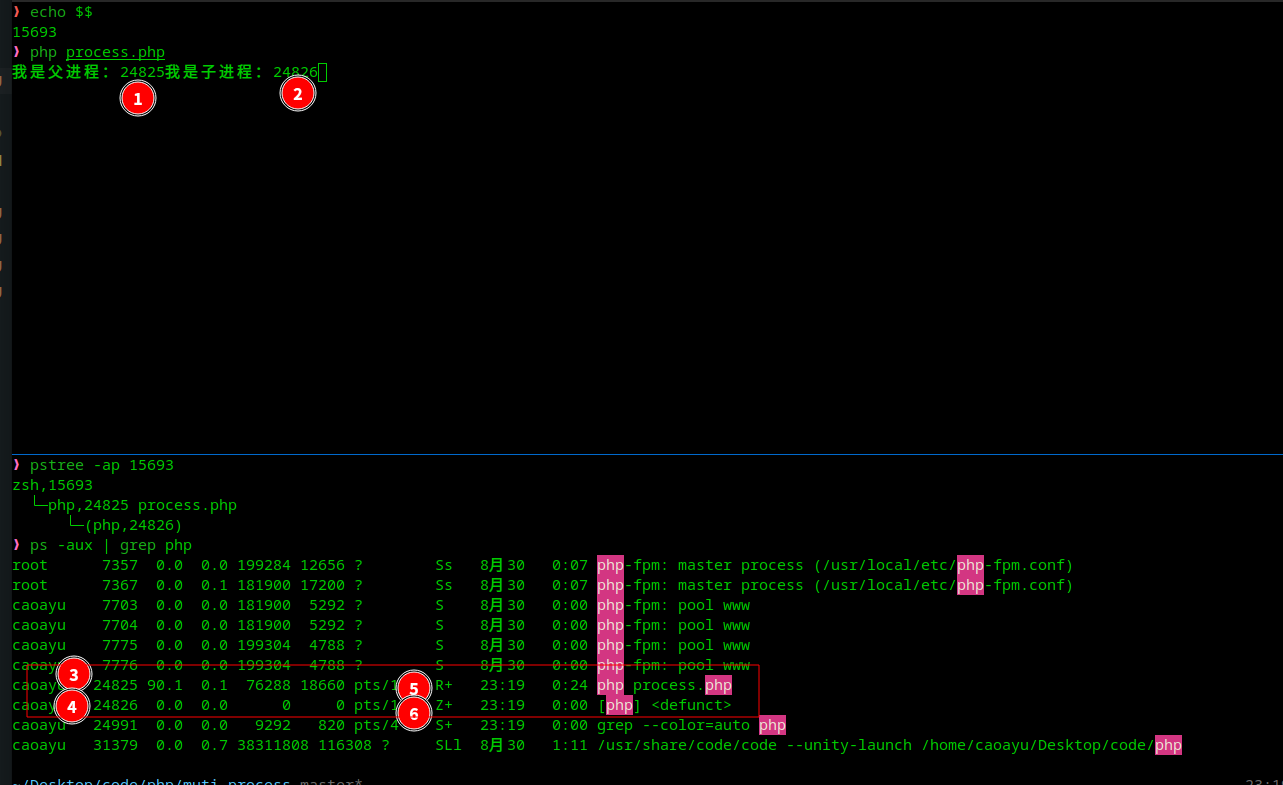 ❯ echo $$
15693
❯ php process.php
我是父进程：24825我是子进程：24826
1
2
❯ pstree -ap 15693
zsh,15693
└─php,24825 process.php
└─(php,24826)
❯ ps -aux | grep php
root 7357 0.0 0.0 199284 12656 ? Ss 8月30 0:07 php-fpm: master process (/usr/local/etc/php-fpm.conf)
root 7367 0.0 0.1 181900 17200 ? Ss 8月30 0:07 php-fpm: master process (/usr/local/etc/php-fpm.conf)
caoayu 7703 0.0 0.0 181900 5292 ? S 8月30 0:00 php-fpm: pool www
caoayu 7704 0.0 0.0 181900 5292 ? S 8月30 0:00 php-fpm: pool www
caoayu 7775 0.0 0.0 199304 4788 ? S 8月30 0:00 php-fpm: pool www
caoayu 7776 0.0 0.0 199304 4788 ? S 8月30 0:00 php-fpm: pool www
3
caoayu 24825 90.1 0.1 76288 18660 pts/1 5 R+ 23:19 0:24 php process.php
4
caoayu 24826 0.0 0.0 0 0 pts/1 6 Z+ 23:19 0:00 [php] <defunct>
caoayu 24991 0.0 0.0 9292 820 pts/4 S+ 23:19 0:00 grep --color=auto php
caoayu 31379 0.0 0.7 38311808 116308 ? SLl 8月30 1:11 /usr/share/code/code --unity-launch /home/caoayu/Desktop/code/php
~/Desktop/code/php/muti_process master*